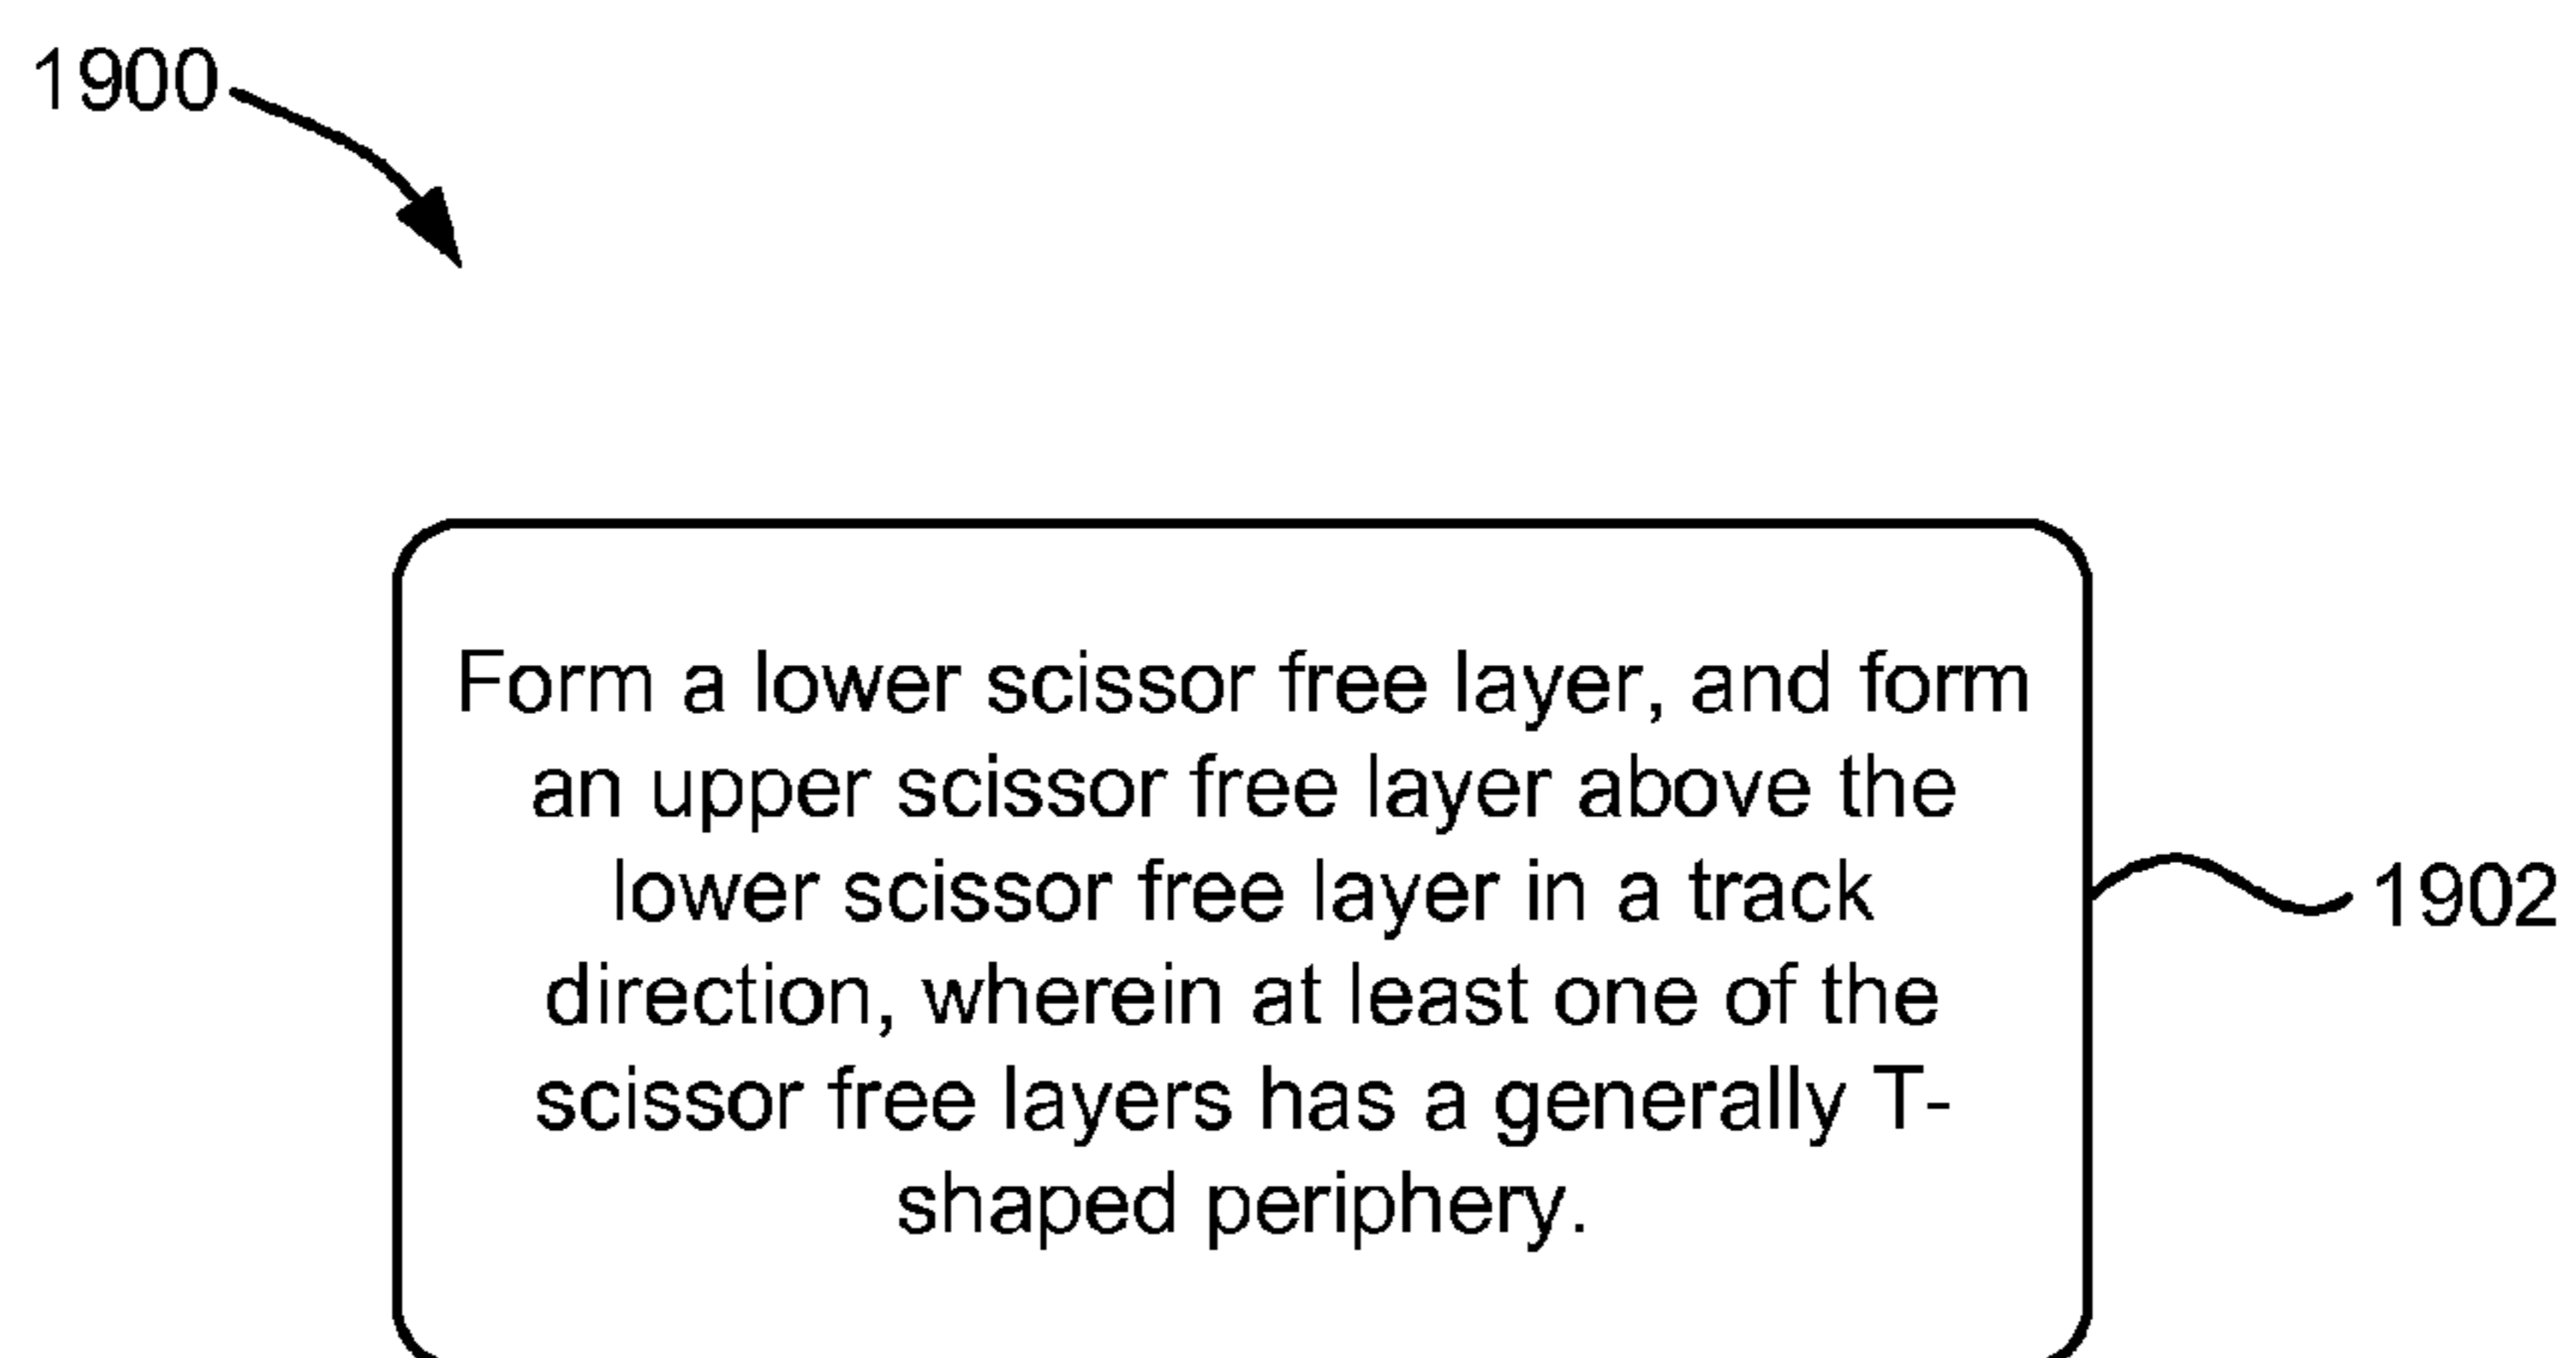 1900
Form a lower scissor free layer, and form
an upper scissor free layer above the
lower scissor free layer in a track
direction, wherein at least one of the
scissor free layers has a generally T-
shaped periphery.
1902